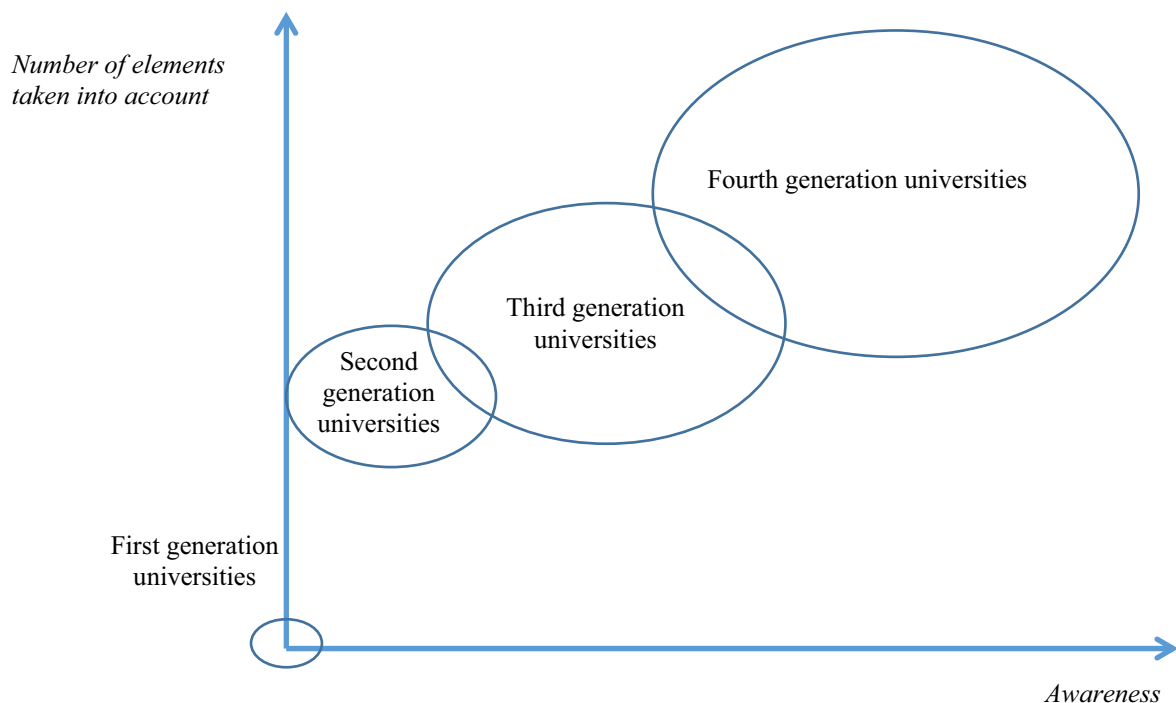 Number of elements
taken into account
Fourth generation universities
Third generation
universities
Second
generation
universities
First generation
universities
Awareness